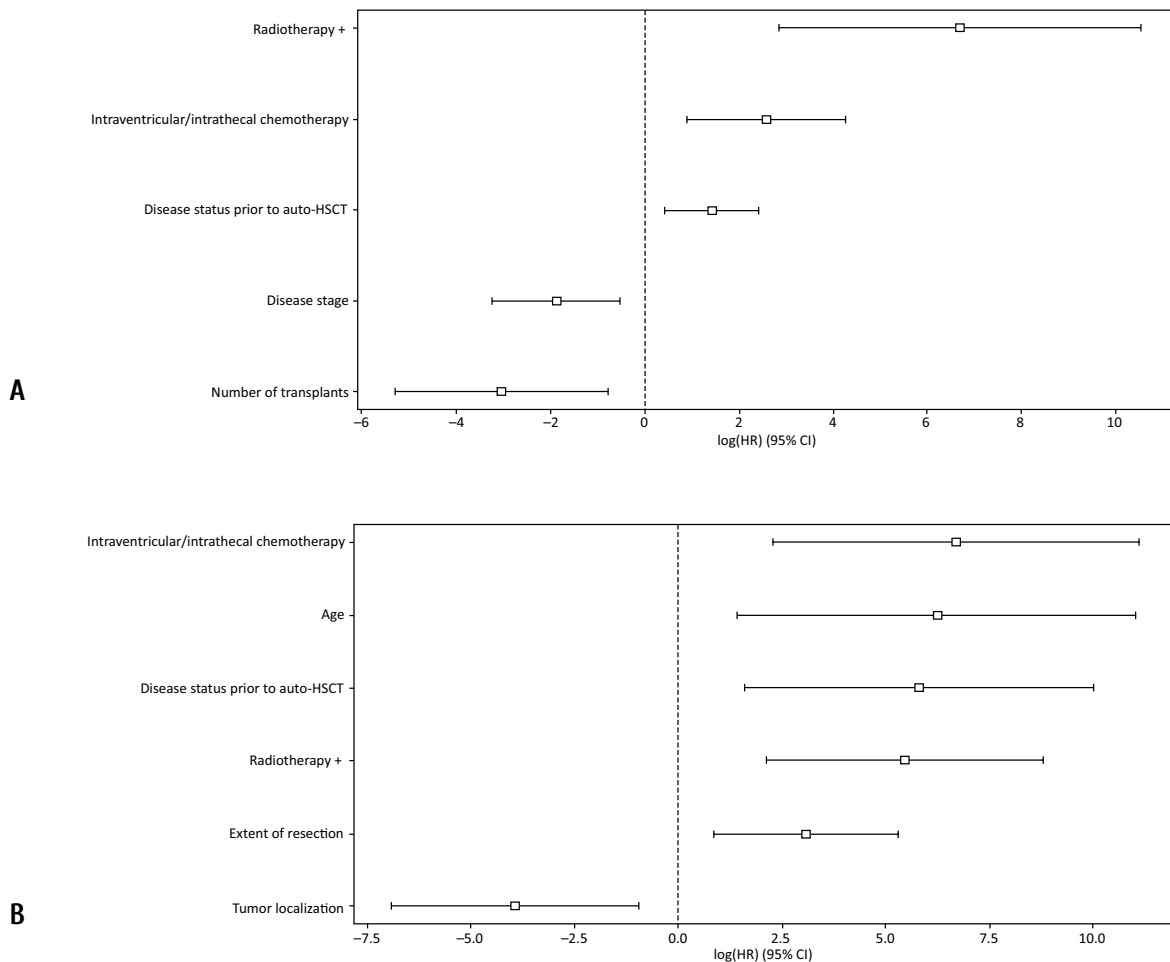 Radiotherapy +
Intraventricular/intrathecal chemotherapy
Disease status prior to auto-HSCT
Disease stage
A
Number of transplants
–6 –4 –2 0 2 4 6 8 10
log(HR) (95% CI)
Intraventricular/intrathecal chemotherapy
Age
Disease status prior to auto-HSCT
Radiotherapy +
Extent of resection
B
Tumor localization
–7.5 –5.0 –2.5 0.0 2.5 5.0 7.5 10.0
log(HR) (95% CI)